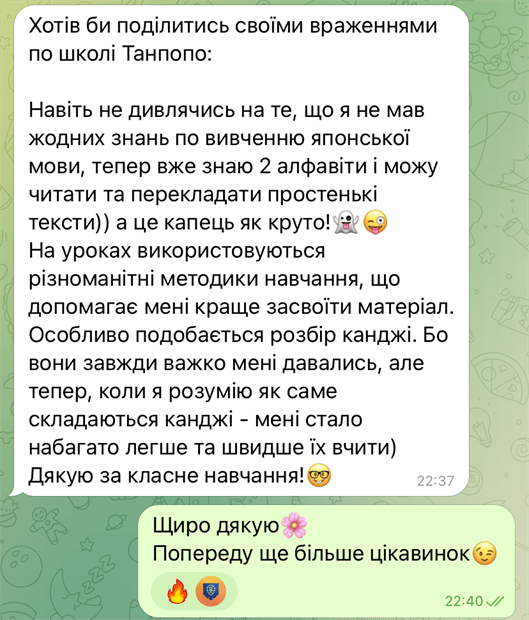 Хотів би поділитись своїми враженнями
по школі Танпопо:
Навіть не дивлячись на те, що я не мав
жодних знань по вивченню японської
мови, тепер вже знаю 2 алфавіти і можу
читати та перекладати простенькі
тексти)) а це капець як круто!👻😜
На уроках використовуються
різноманітні методики навчання, що
допомагає мені краще засвоїти матеріал.
Особливо подобається розбір канджі. Бо
вони завжди важко мені давались, але
тепер, коли я розумію як саме
складаються канджі - мені стало
набагато легше та швидше їх вчити)
Дякую за класне навчання!🤓
22:37
Щиро дякую🌸
Попереду ще більше цікавинок😉
22:40